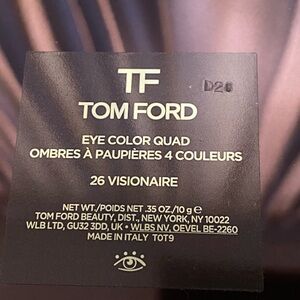 TF
D26
TOM FORD
EYE COLOR QUAD
OMBRES À PAUPIÈRES 4 COULEURS
26 VISIONAIRE
NET WT./POIDS NET .35 OZ./10 g e
TOM FORD BEAUTY, DIST., NEW YORK, NY 10022
WLB LTD, GU32 3DD, UK • WLBS NV, OEVEL BE-2260
MADE IN ITALY T0T9